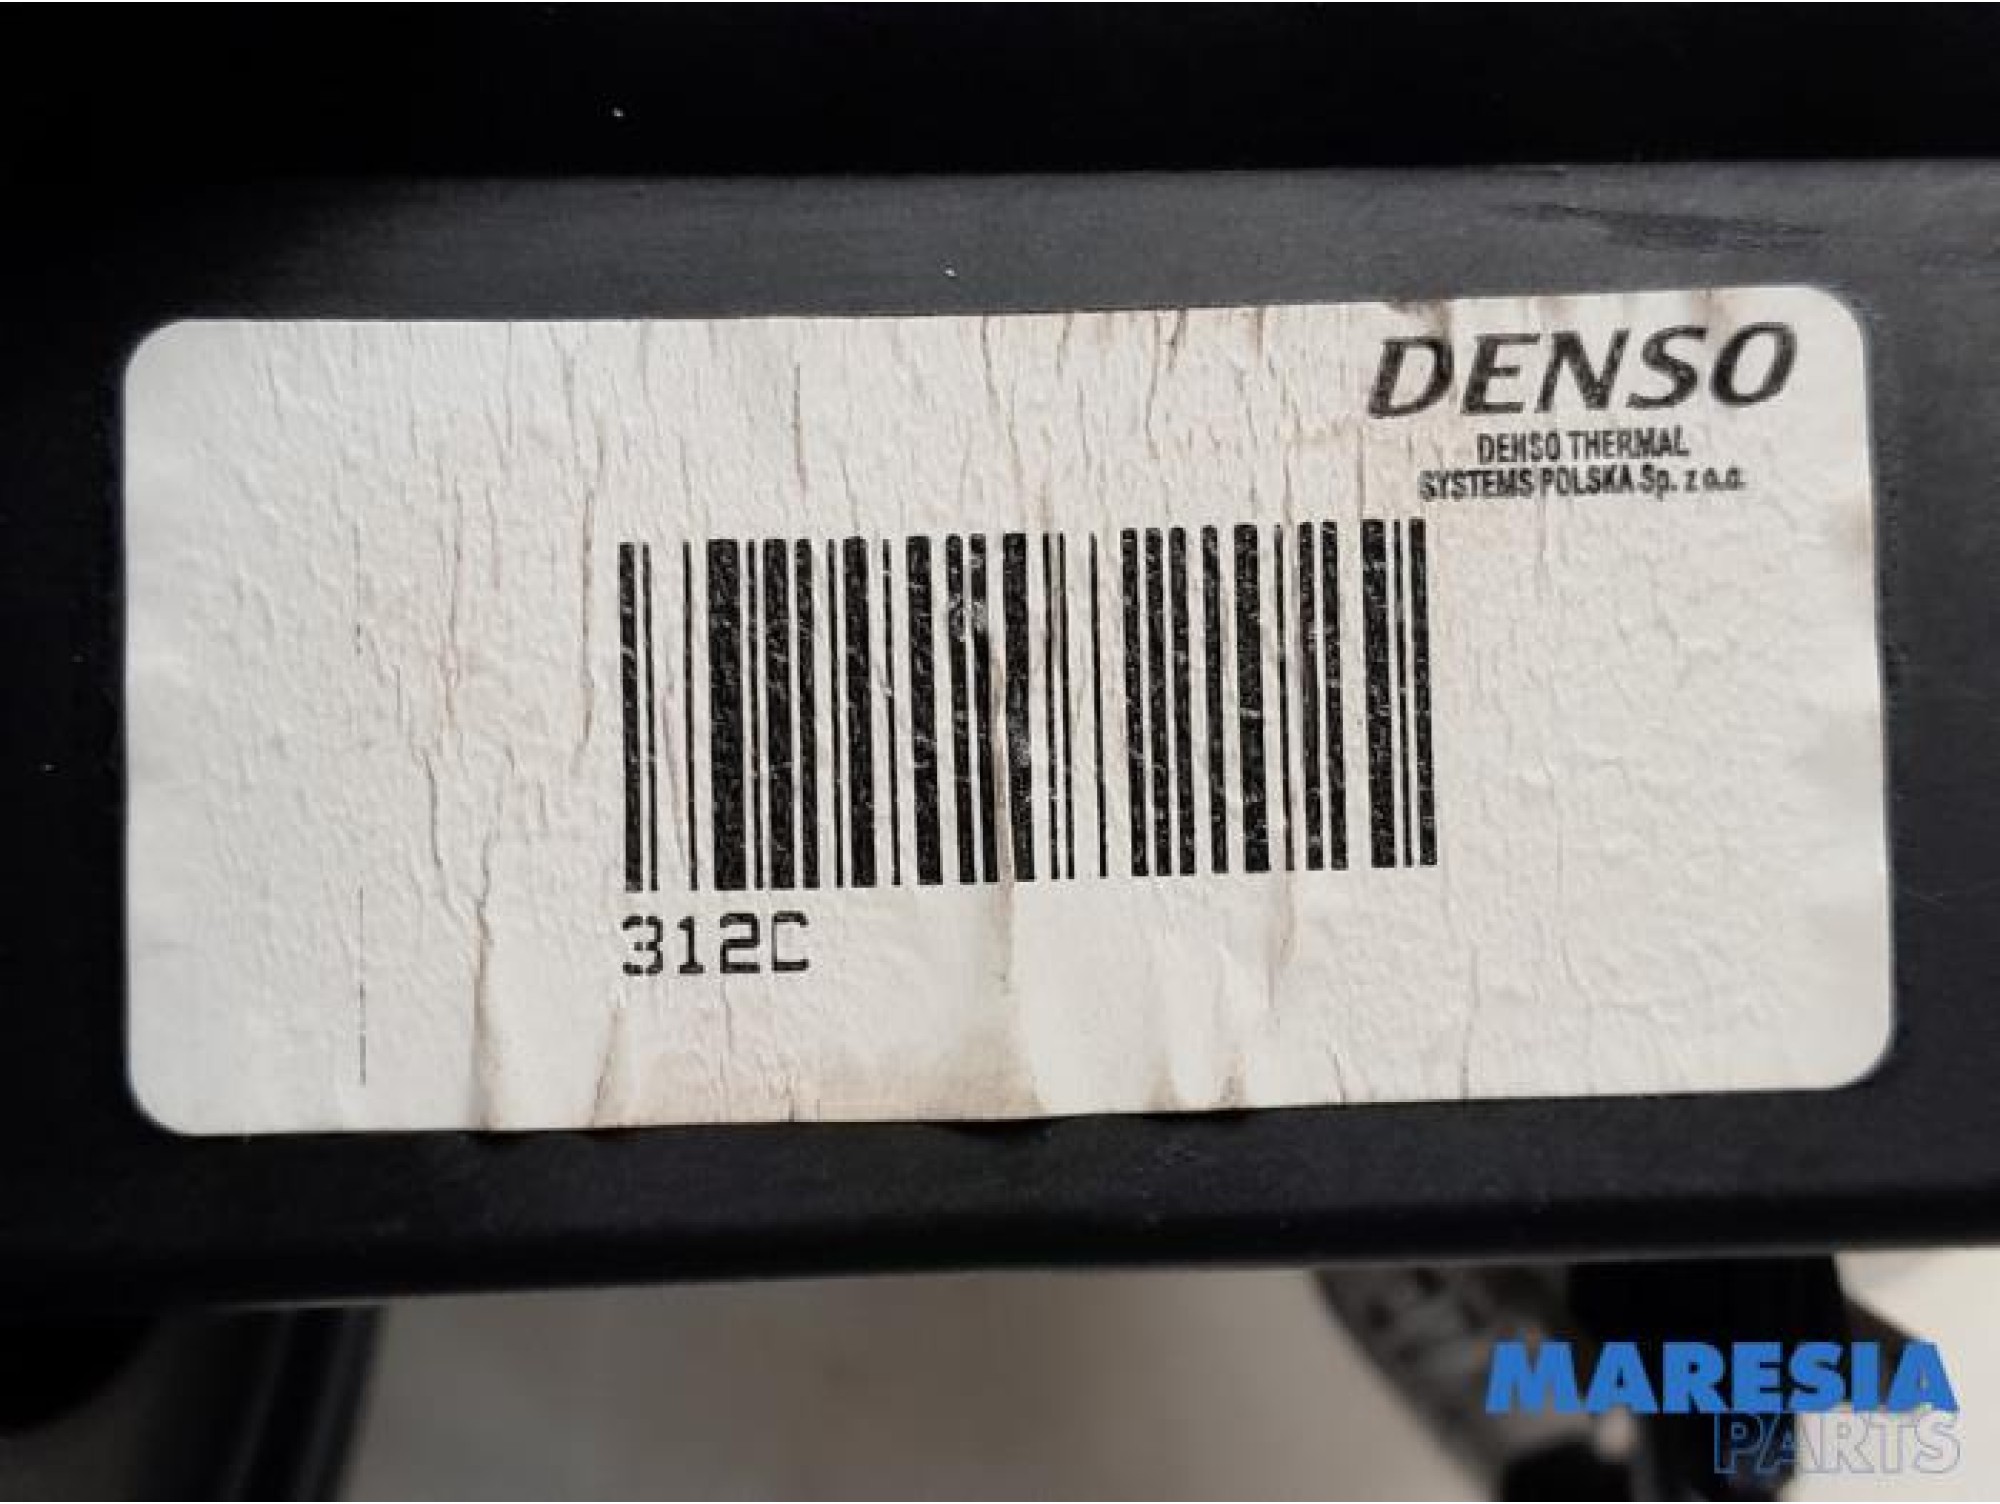 DENSO
DENSO THERMAL
SYSTEMS POLSKA Sp. z o.o.
312C
MARESIA
PARTS